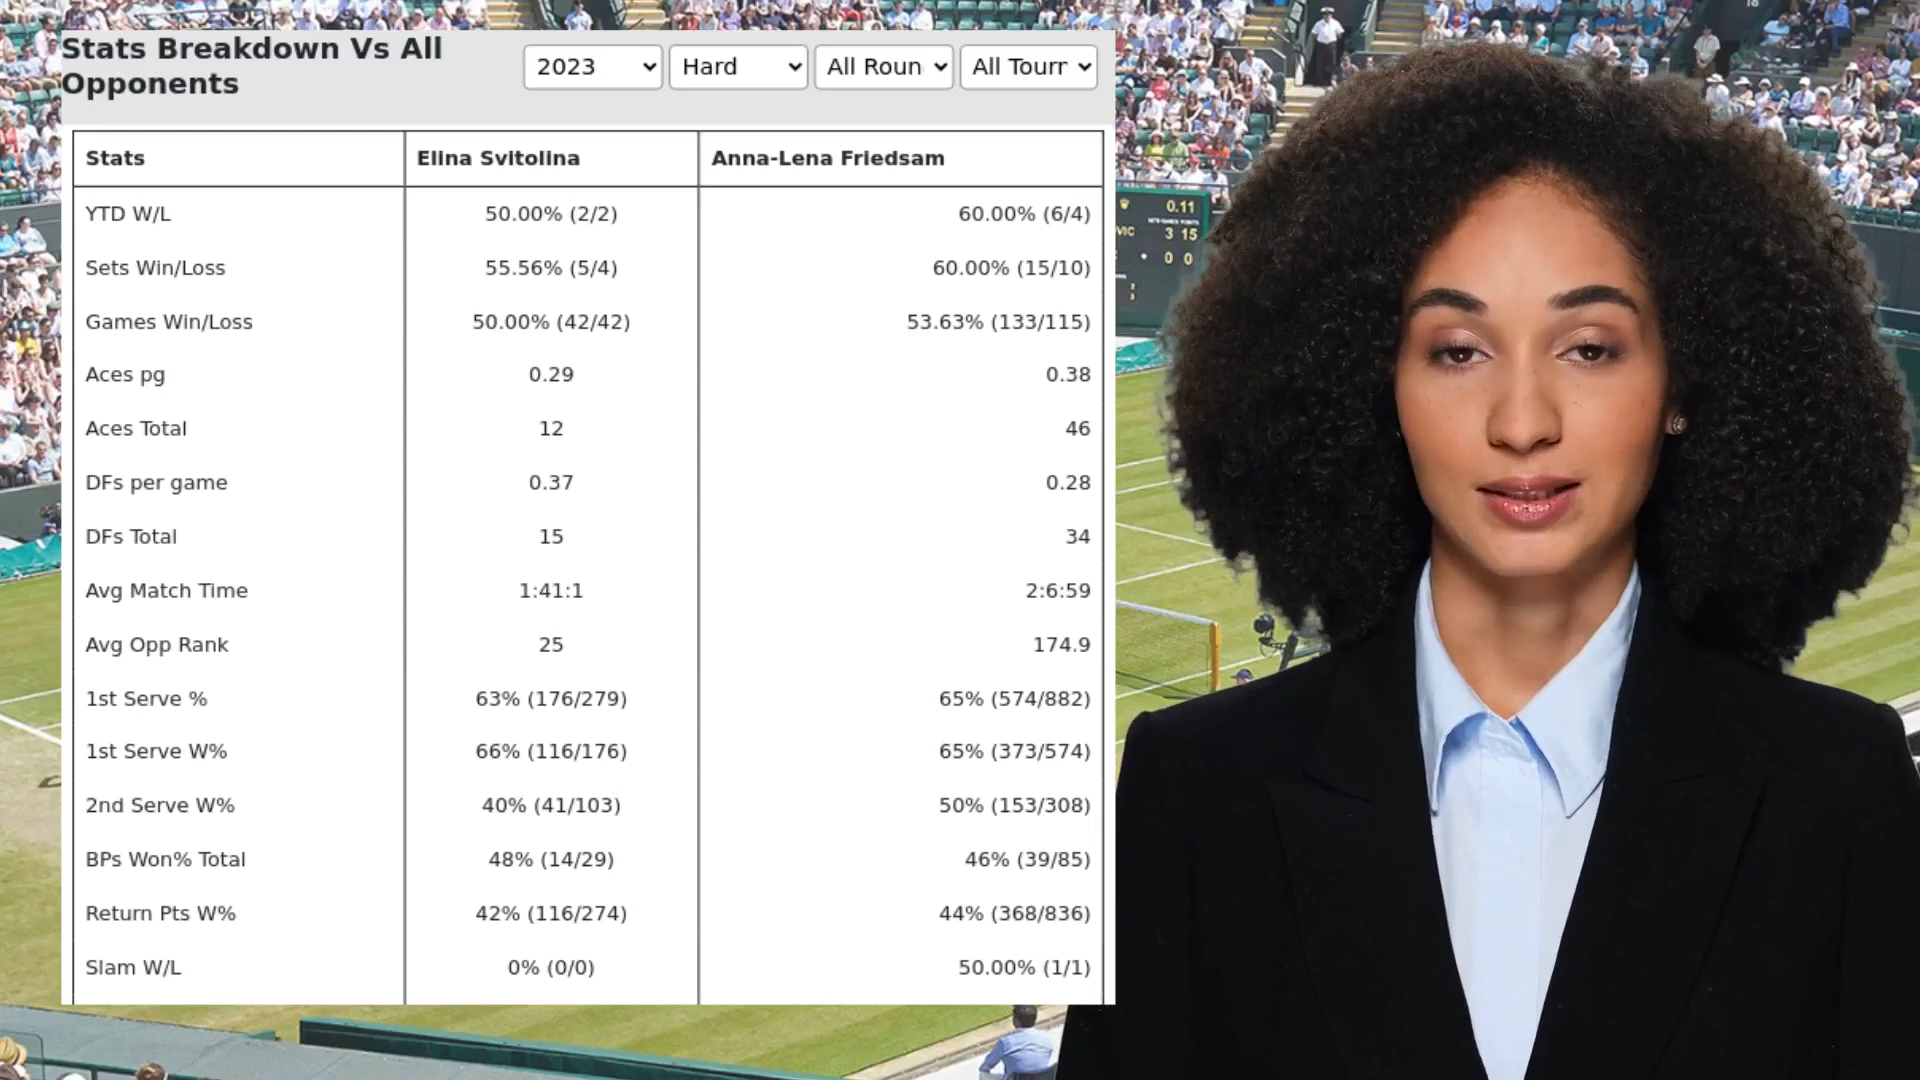 Stats Breakdown Vs All
Opponents
2023 Hard All Roun All Tourr
Stats Elina Svitolina Anna-Lena Friedsam
YTD W/L 50.00% (2/2) 60.00% (6/4)
Sets Win/Loss 55.56% (5/4) 60.00% (15/10)
Games Win/Loss 50.00% (42/42) 53.63% (133/115)
Aces pg 0.29 0.38
Aces Total 12 46
DFs per game 0.37 0.28
DFs Total 15 34
Avg Match Time 1:41:1 2:6:59
Avg Opp Rank 25 174.9
1st Serve % 63% (176/279) 65% (574/882)
1st Serve W% 66% (116/176) 65% (373/574)
2nd Serve W% 40% (41/103) 50% (153/308)
BPs Won% Total 48% (14/29) 46% (39/85)
Return Pts W% 42% (116/274) 44% (368/836)
Slam W/L 0% (0/0) 50.00% (1/1)
18
0.11
VIC 3 15
0 0